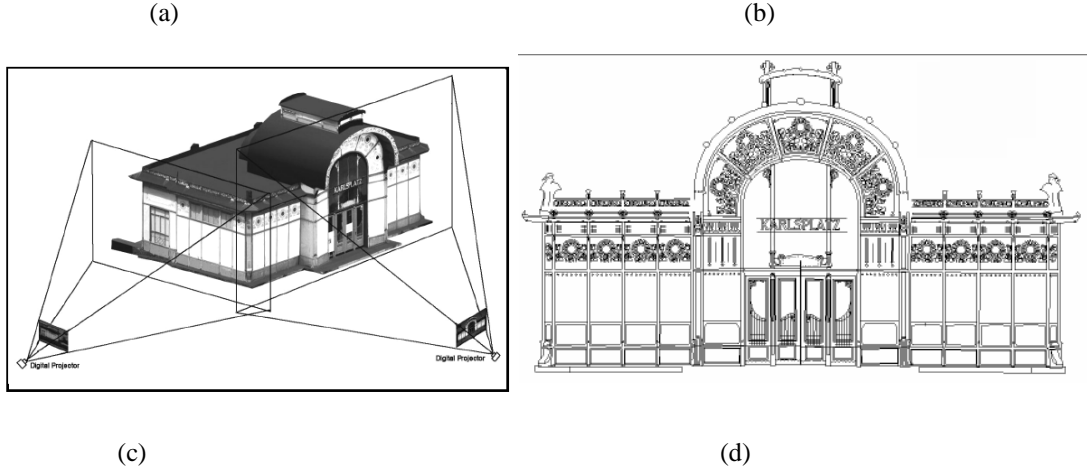 (a)
(b)
KARLSPLATZ
KARLSPLATZ
Digital Projector
Digital Projector
(c)
(d)